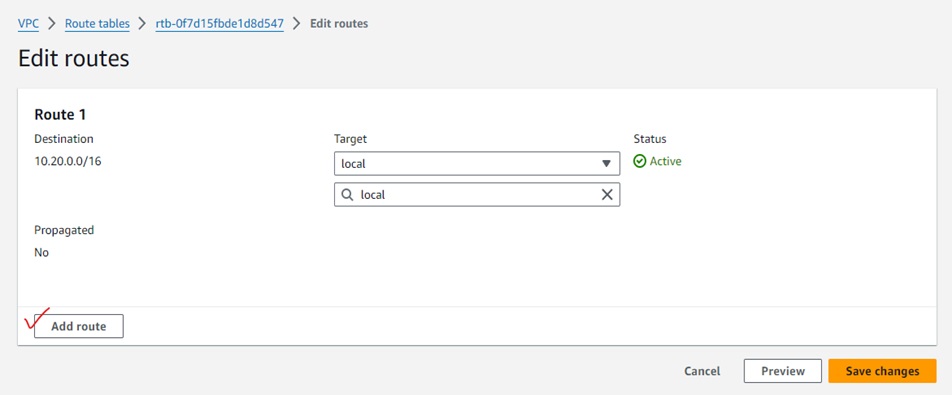 VPC > Route tables > rtb-0f7d15fbde1d8d547 > Edit routes
Edit routes
Route 1
Destination Target Status
10.20.0.0/16 local Active
local
Propagated
No
Add route
Cancel Preview Save changes